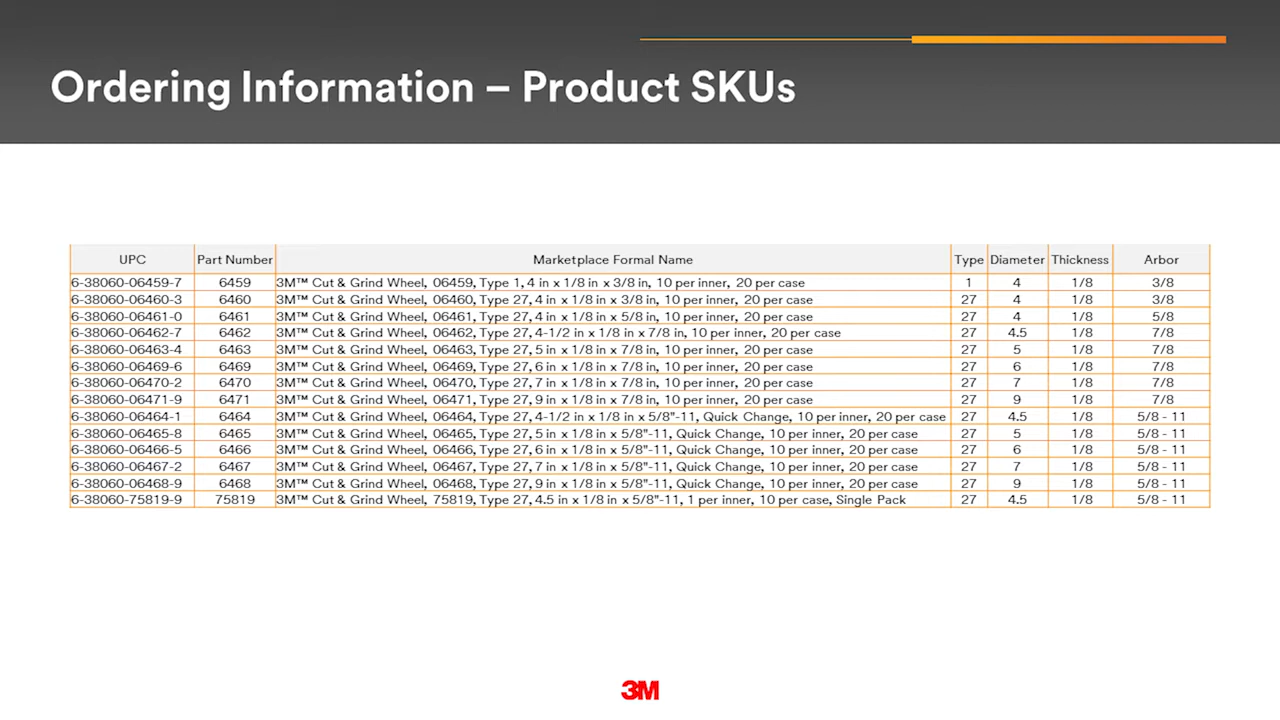 Ordering Information – Product SKUs
UPC Part Number Marketplace Formal Name Type Diameter Thickness Arbor
6-38060-06459-7 6459 3M™ Cut & Grind Wheel, 06459, Type 1, 4 in x 1/8 in x 3/8 in, 10 per inner, 20 per case 1 4 1/8 3/8
6-38060-06460-3 6460 3M™ Cut & Grind Wheel, 06460, Type 27, 4 in x 1/8 in x 3/8 in, 10 per inner, 20 per case 27 4 1/8 3/8
6-38060-06461-0 6461 3M™ Cut & Grind Wheel, 06461, Type 27, 4 in x 1/8 in x 5/8 in, 10 per inner, 20 per case 27 4 1/8 5/8
6-38060-06462-7 6462 3M™ Cut & Grind Wheel, 06462, Type 27, 4-1/2 in x 1/8 in x 7/8 in, 10 per inner, 20 per case 27 4.5 1/8 7/8
6-38060-06463-4 6463 3M™ Cut & Grind Wheel, 06463, Type 27, 5 in x 1/8 in x 7/8 in, 10 per inner, 20 per case 27 5 1/8 7/8
6-38060-06469-6 6469 3M™ Cut & Grind Wheel, 06469, Type 27, 6 in x 1/8 in x 7/8 in, 10 per inner, 20 per case 27 6 1/8 7/8
6-38060-06470-2 6470 3M™ Cut & Grind Wheel, 06470, Type 27, 7 in x 1/8 in x 7/8 in, 10 per inner, 20 per case 27 7 1/8 7/8
6-38060-06471-9 6471 3M™ Cut & Grind Wheel, 06471, Type 27, 9 in x 1/8 in x 7/8 in, 10 per inner, 20 per case 27 9 1/8 7/8
6-38060-06464-1 6464 3M™ Cut & Grind Wheel, 06464, Type 27, 4-1/2 in x 1/8 in x 5/8"-11, Quick Change, 10 per inner, 20 per case 27 4.5 1/8 5/8 - 11
6-38060-06465-8 6465 3M™ Cut & Grind Wheel, 06465, Type 27, 5 in x 1/8 in x 5/8"-11, Quick Change, 10 per inner, 20 per case 27 5 1/8 5/8 - 11
6-38060-06466-5 6466 3M™ Cut & Grind Wheel, 06466, Type 27, 6 in x 1/8 in x 5/8"-11, Quick Change, 10 per inner, 20 per case 27 6 1/8 5/8 - 11
6-38060-06467-2 6467 3M™ Cut & Grind Wheel, 06467, Type 27, 7 in x 1/8 in x 5/8"-11, Quick Change, 10 per inner, 20 per case 27 7 1/8 5/8 - 11
6-38060-06468-9 6468 3M™ Cut & Grind Wheel, 06468, Type 27, 9 in x 1/8 in x 5/8"-11, Quick Change, 10 per inner, 20 per case 27 9 1/8 5/8 - 11
6-38060-75819-9 75819 3M™ Cut & Grind Wheel, 75819, Type 27, 4.5 in x 1/8 in x 5/8"-11, 1 per inner, 10 per case, Single Pack 27 4.5 1/8 5/8 - 11
3M